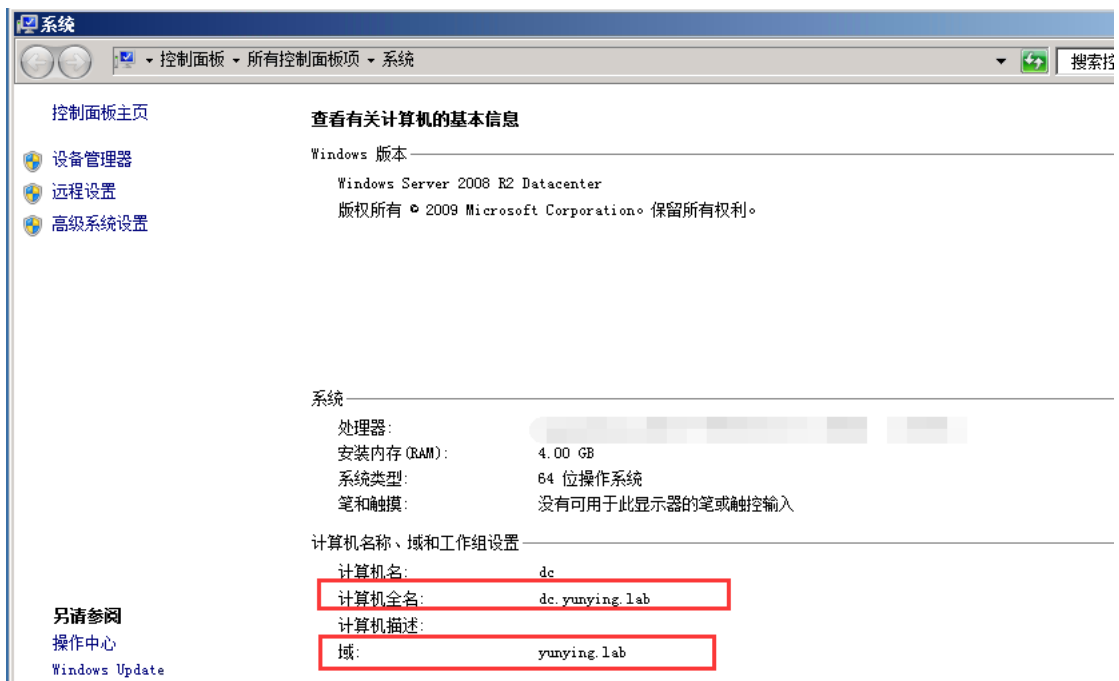 系统
控制面板 所有控制面板项 系统
搜索控
控制面板主页
设备管理器
远程设置
高级系统设置
查看有关计算机的基本信息
Windows 版本
Windows Server 2008 R2 Datacenter
版权所有 © 2009 Microsoft Corporation。保留所有权利。
系统
处理器:
安装内存(RAM): 4.00 GB
系统类型: 64 位操作系统
笔和触摸: 没有可用于此显示器的笔或触控输入
计算机名称、域和工作组设置
计算机名: dc
计算机全名: dc.yunying.lab
计算机描述:
域: yunying.lab
另请参阅
操作中心
Windows Update